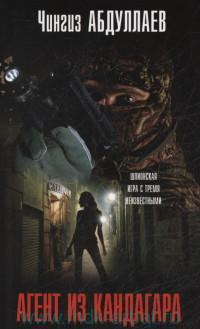 Чингиз
АБДУЛЛАЕВ
ШПИОНСКАЯ
ИГРА С ТРЕМЯ
НЕИЗВЕСТНЫМИ
АГЕНТ ИЗ КАНДАГАРА